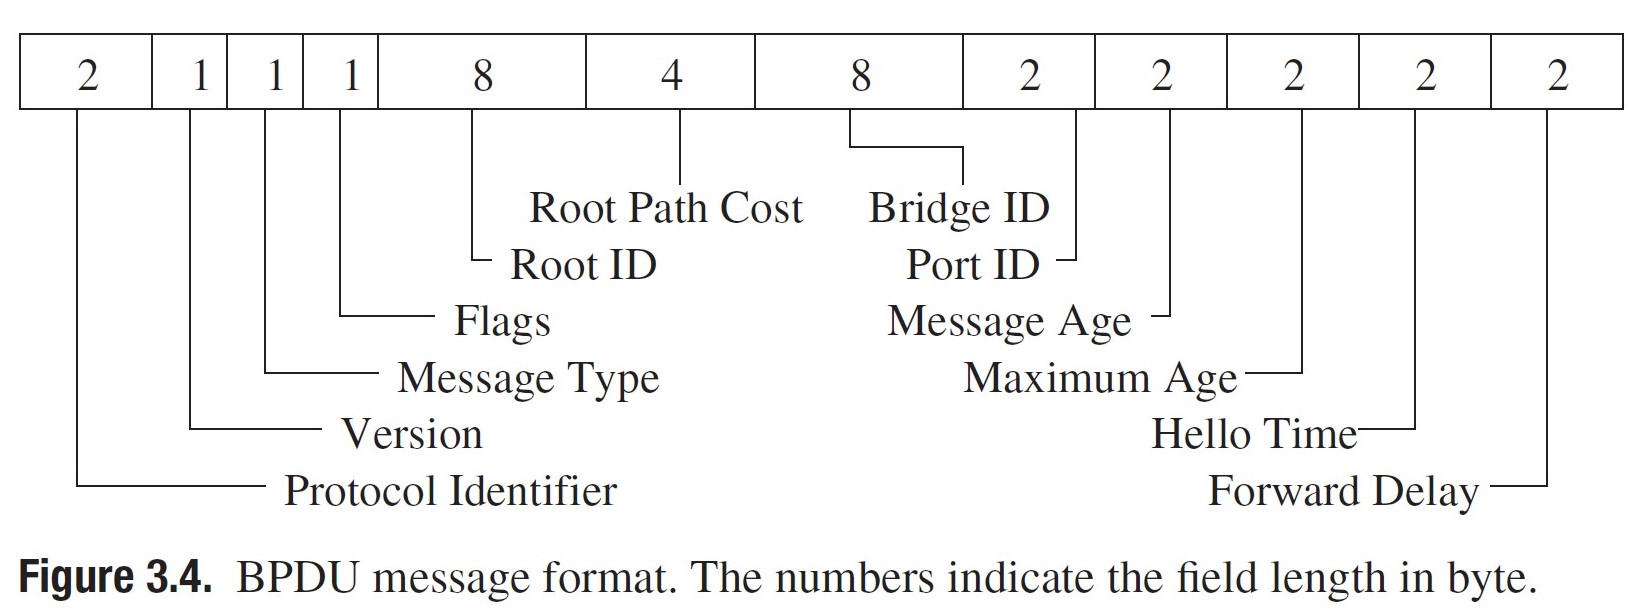 2 1 1 1 8 4 8 2 2 2 2 2
Root Path Cost Bridge ID
Root ID Port ID
Flags Message Age
Message Type Maximum Age
Version Hello Time
Protocol Identifier Forward Delay
Figure 3.4. BPDU message format. The numbers indicate the field length in byte.